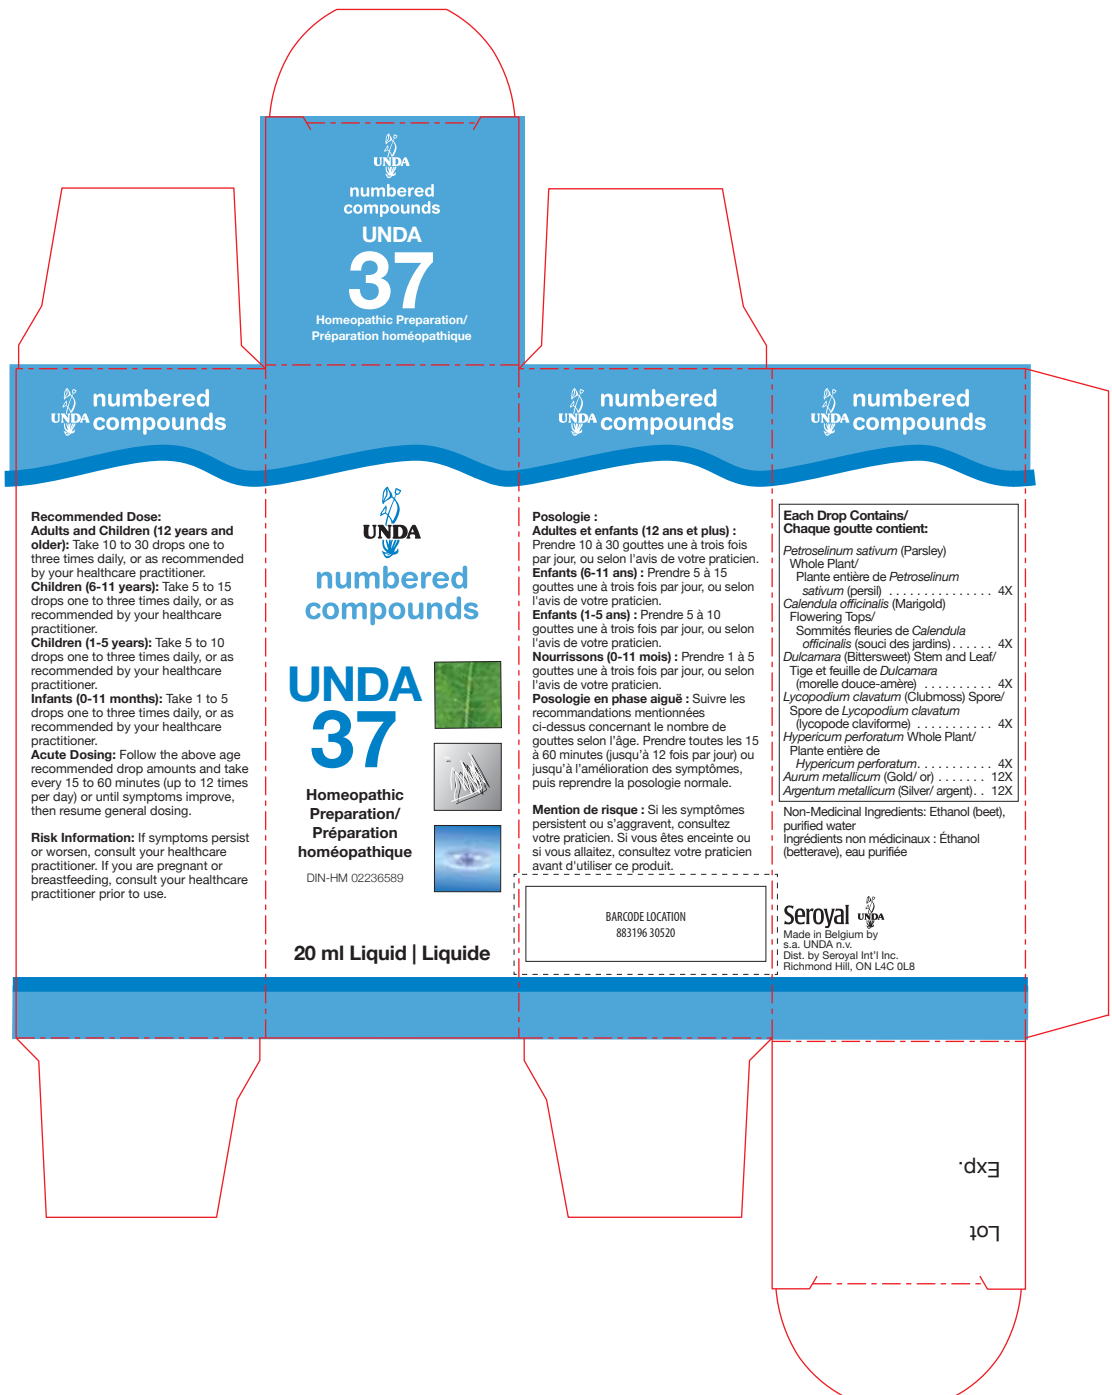 UNDA
numbered
compounds
UNDA
37
Homeopathic Preparation/
Préparation homéopathique
UNDA
numbered
compounds
Recommended Dose:
Adults and Children (12 years and
older): Take 10 to 30 drops one to
three times daily, or as recommended
by your healthcare practitioner.
Children (6-11 years): Take 5 to 15
drops one to three times daily, or as
recommended by your healthcare
practitioner.
Children (1-5 years): Take 5 to 10
drops one to three times daily, or as
recommended by your healthcare
practitioner.
Infants (0-11 months): Take 1 to 5
drops one to three times daily, or as
recommended by your healthcare
practitioner.
Acute Dosing: Follow the above age
recommended drop amounts and take
every 15 to 60 minutes (up to 12 times
per day) or until symptoms improve,
then resume general dosing.
Risk Information: If symptoms persist
or worsen, consult your healthcare
practitioner. If you are pregnant or
breastfeeding, consult your healthcare
practitioner prior to use.
UNDA
numbered
compounds
UNDA
37
Homeopathic
Preparation/
Préparation
homéopathique
DIN-HM 02236589
20 ml Liquid | Liquide
UNDA
numbered
compounds
Posologie :
Adultes et enfants (12 ans et plus) :
Prendre 10 à 30 gouttes une à trois fois
par jour, ou selon l'avis de votre praticien.
Enfants (6-11 ans) : Prendre 5 à 15
gouttes une à trois fois par jour, ou selon
l'avis de votre praticien.
Enfants (1-5 ans) : Prendre 5 à 10
gouttes une à trois fois par jour, ou selon
l'avis de votre praticien.
Nourrissons (0-11 mois) : Prendre 1 à 5
gouttes une à trois fois par jour, ou selon
l'avis de votre praticien.
Posologie en phase aiguë : Suivre les
recommandations mentionnées
ci-dessus concernant le nombre de
gouttes selon l'âge. Prendre toutes les 15
à 60 minutes (jusqu'à 12 fois par jour) ou
jusqu'à l'amélioration des symptômes,
puis reprendre la posologie normale.
Mention de risque : Si les symptômes
persistent ou s'aggravent, consultez
votre praticien. Si vous êtes enceinte ou
si vous allaitez, consultez votre praticien
avant d'utiliser ce produit.
BARCODE LOCATION
883196 30520
UNDA
numbered
compounds
Each Drop Contains/
Chaque goutte contient:
Petroselinum sativum (Parsley)
Whole Plant/
Plante entière de Petroselinum
sativum (persil) . . . . . . . . . . . . . . . 4X
Calendula officinalis (Marigold)
Flowering Tops/
Sommités fleuries de Calendula
officinalis (souci des jardins) . . . . . . 4X
Dulcamara (Bittersweet) Stem and Leaf/
Tige et feuille de Dulcamara
(morelle douce-amère) . . . . . . . . . . 4X
Lycopodium clavatum (Clubmoss) Spore/
Spore de Lycopodium clavatum
(lycopode claviforme) . . . . . . . . . . . 4X
Hypericum perforatum Whole Plant/
Plante entière de
Hypericum perforatum. . . . . . . . . . . 4X
Aurum metallicum (Gold/ or) . . . . . . . 12X
Argentum metallicum (Silver/ argent). . 12X
Non-Medicinal Ingredients: Ethanol (beet),
purified water
Ingrédients non médicinaux : Éthanol
(betterave), eau purifiée
Seroyal UNDA
Made in Belgium by
s.a. UNDA n.v.
Dist. by Seroyal Int'l Inc.
Richmond Hill, ON L4C 0L8
Lot
Exp.